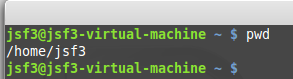 jsf3@jsf3-virtual-machine ~ $ pwd
/home/jsf3
jsf3@jsf3-virtual-machine ~ $